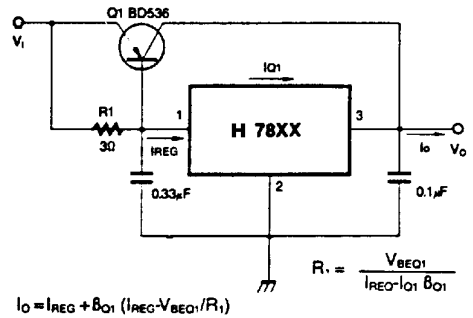 Q1 BD536
VI
IQ1
R1
3Ω
1
IREG
H 78XX
3
IO
VO
2
0.33μF
0.1μF
R1 = VBEQ1 / IREQ-IQ1 βQ1
IO=IREG+βQ1 (IREG-VBEQ1/R1)